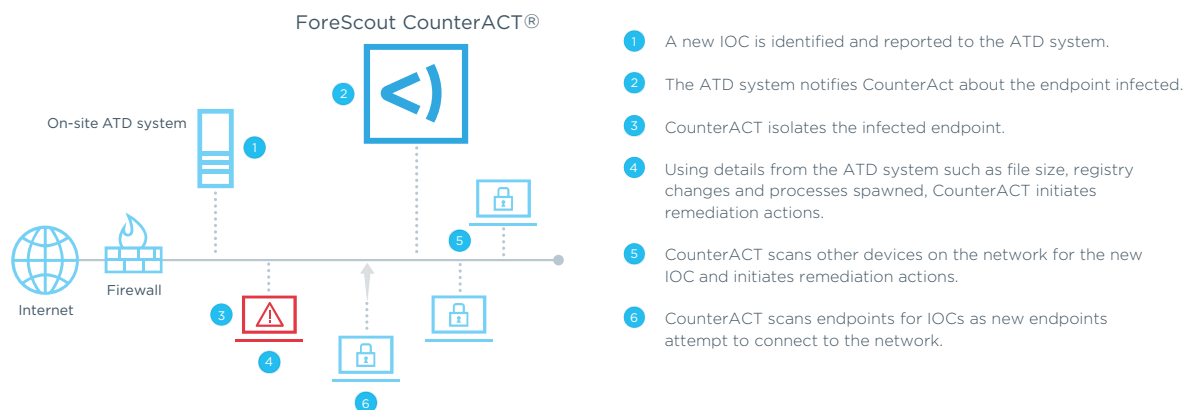 ForeScout CounterACT®
On-site ATD system
1
2
Internet
Firewall
3
4
5
6
1 A new IOC is identified and reported to the ATD system.
2 The ATD system notifies CounterAct about the endpoint infected.
3 CounterACT isolates the infected endpoint.
4 Using details from the ATD system such as file size, registry
changes and processes spawned, CounterACT initiates
remediation actions.
5 CounterACT scans other devices on the network for the new
IOC and initiates remediation actions.
6 CounterACT scans endpoints for IOCs as new endpoints
attempt to connect to the network.